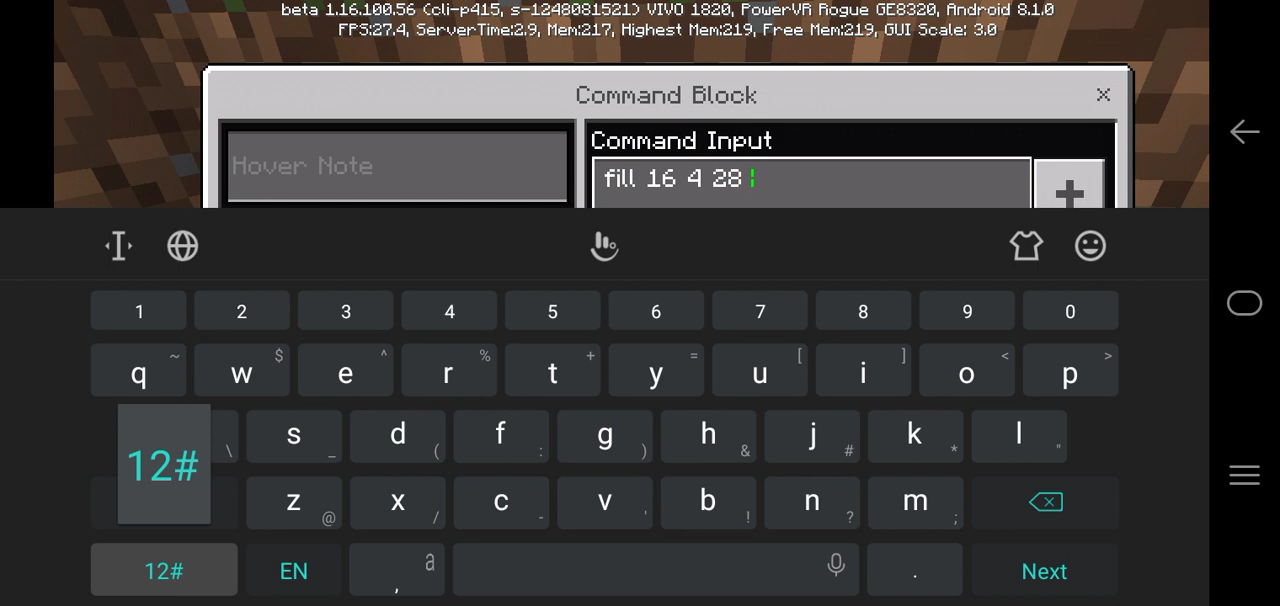 beta 1.16.100.56 (cli-p415, s-1248081521) VIVO 1820, PowerVR Rogue GE8320, Android 8.1.0
FPS:27.4, ServerTime:2.9, Mem:217, Highest Mem:219, Free Mem:219, GUI Scale: 3.0
Command Block
Hover Note
Command Input
fill 16 4 28
1 2 3 4 5 6 7 8 9 0
~ $ ^ % + = [ ] < >
q w e r t y u i o p
12# s d f g h j k l
\ _ ( : ) & # * "
z x c v b n m
@ / - ' ! ? ;
12# EN , a . Next